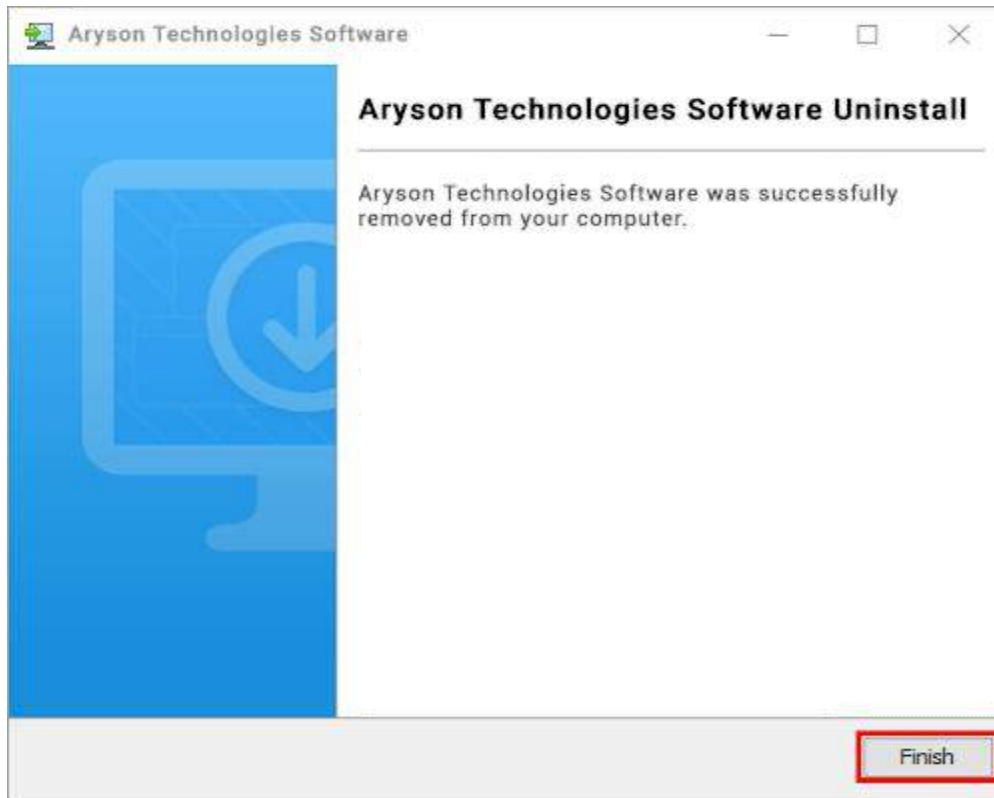 Aryson Technologies Software
Aryson Technologies Software Uninstall
Aryson Technologies Software was successfully
removed from your computer.
Finish